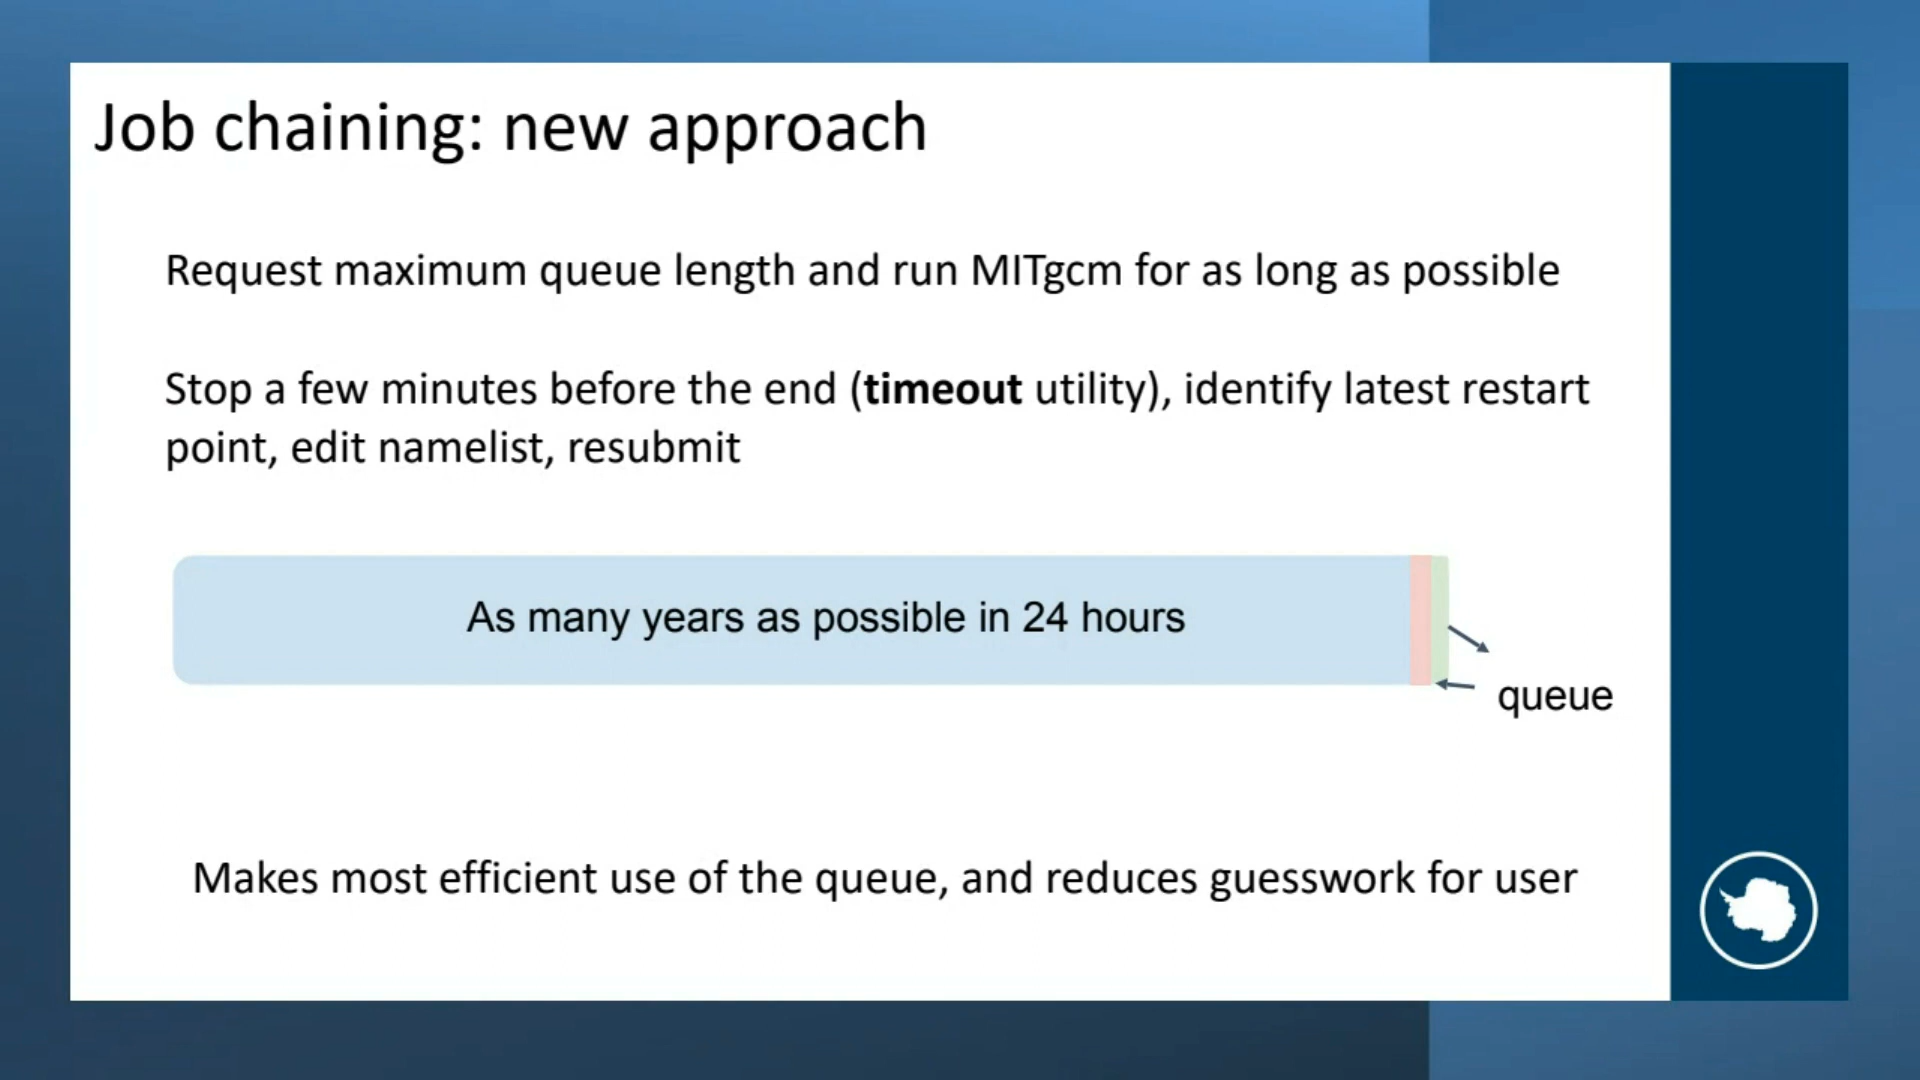 Job chaining: new approach
Request maximum queue length and run MITgcm for as long as possible
Stop a few minutes before the end (timeout utility), identify latest restart
point, edit namelist, resubmit
As many years as possible in 24 hours
queue
Makes most efficient use of the queue, and reduces guesswork for user